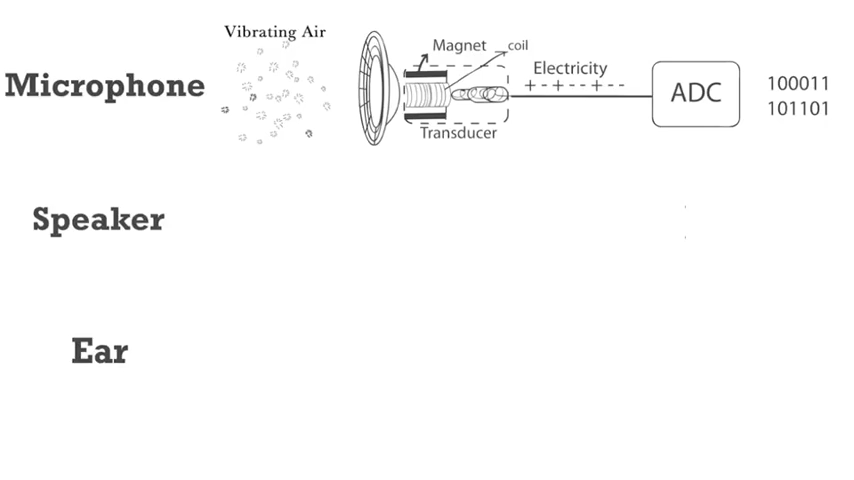 Vibrating Air
Microphone
Magnet
coil
Transducer
Electricity
+ - + - - + - -
ADC
100011
101101
Speaker
Ear